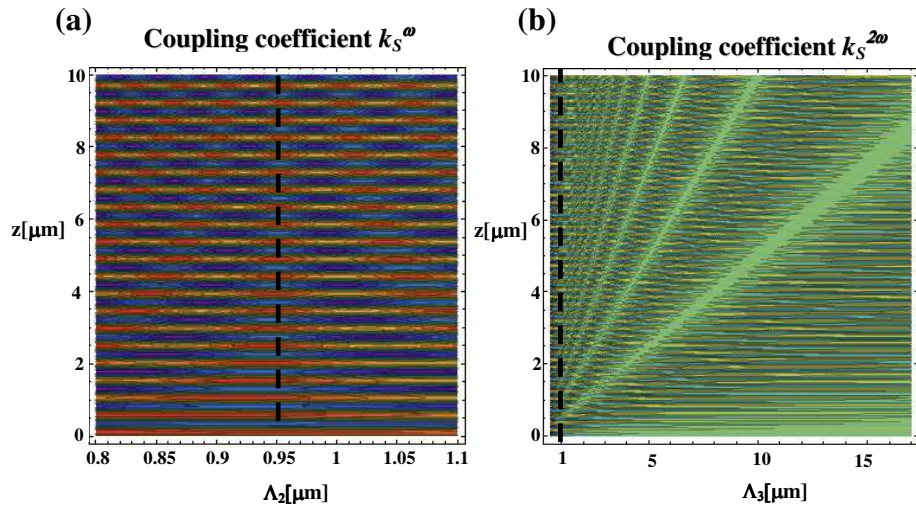 (a)
Coupling coefficient k_S^ω
10
8
6
z[μm]
4
2
0
0.8 0.85 0.9 0.95 1 1.05 1.1
Λ₂[μm]
(b)
Coupling coefficient k_S^{2ω}
10
8
6
z[μm]
4
2
0
1 5 10 15
Λ₃[μm]